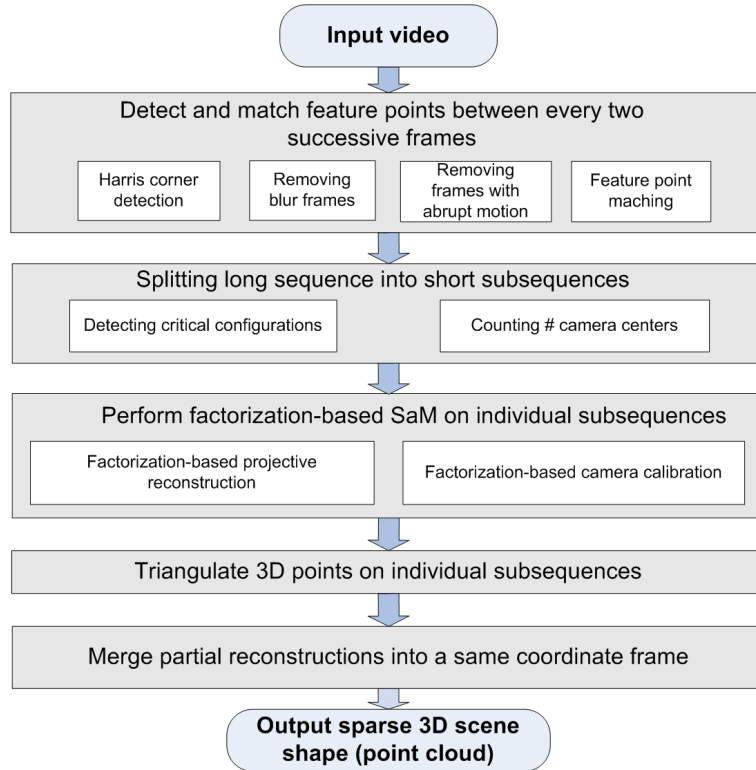 Input video
Detect and match feature points between every two
successive frames
Harris corner
detection
Removing
blur frames
Removing
frames with
abrupt motion
Feature point
maching
Splitting long sequence into short subsequences
Detecting critical configurations
Counting # camera centers
Perform factorization-based SaM on individual subsequences
Factorization-based projective
reconstruction
Factorization-based camera calibration
Triangulate 3D points on individual subsequences
Merge partial reconstructions into a same coordinate frame
Output sparse 3D scene
shape (point cloud)